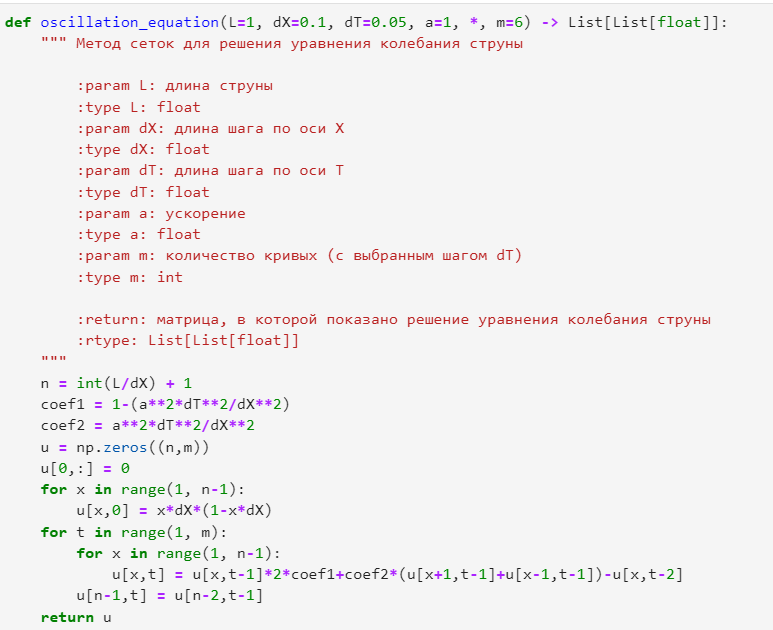 def oscillation_equation(L=1, dX=0.1, dT=0.05, a=1, *, m=6) -> List[List[float]]:
    """ Метод сеток для решения уравнения колебания струны

        :param L: длина струны
        :type L: float
        :param dX: длина шага по оси X
        :type dX: float
        :param dT: длина шага по оси T
        :type dT: float
        :param a: ускорение
        :type a: float
        :param m: количество кривых (с выбранным шагом dT)
        :type m: int

        :return: матрица, в которой показано решение уравнения колебания струны
        :rtype: List[List[float]]
    """
    n = int(L/dX) + 1
    coef1 = 1-(a**2*dT**2/dX**2)
    coef2 = a**2*dT**2/dX**2
    u = np.zeros((n,m))
    u[0,:] = 0
    for x in range(1, n-1):
        u[x,0] = x*dX*(1-x*dX)
    for t in range(1, m):
        for x in range(1, n-1):
            u[x,t] = u[x,t-1]*2*coef1+coef2*(u[x+1,t-1]+u[x-1,t-1])-u[x,t-2]
        u[n-1,t] = u[n-2,t-1]
    return u